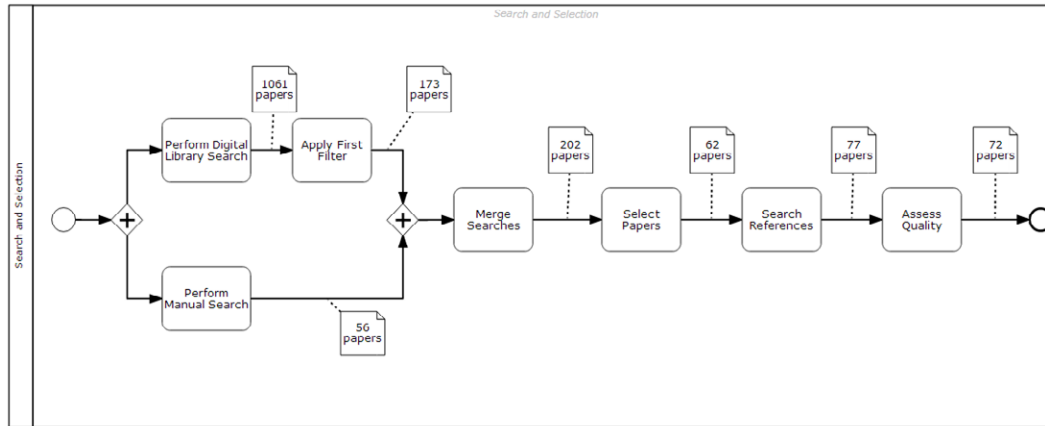 Search and Selection
Search and Selection
1061
papers
173
papers
Perform Digital
Library Search
Apply First
Filter
202
papers
62
papers
77
papers
72
papers
Merge
Searches
Select
Papers
Search
References
Assess
Quality
Perform
Manual Search
56
papers